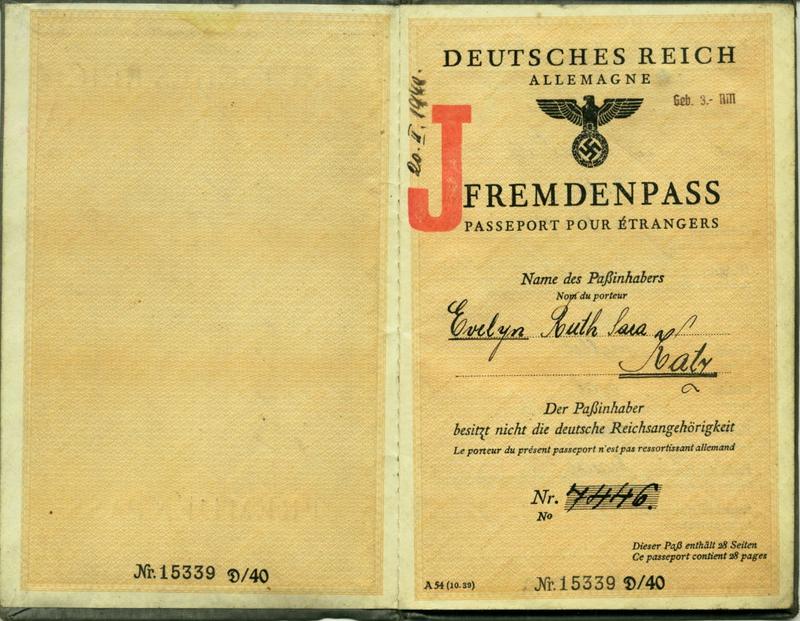 Nr. 15339 D/40
DEUTSCHES REICH
ALLEMAGNE
Geb. 3.- RM
20. II. 1940.
J
FREMDENPASS
PASSEPORT POUR ÉTRANGERS
Name des Paßinhabers
Nom du porteur
Evelyn Ruth Sara
Katz
Der Paßinhaber
besitzt nicht die deutsche Reichsangehörigkeit
Le porteur du présent passeport n'est pas ressortissant allemand
Nr. 7446.
No
Dieser Paß enthält 28 Seiten
Ce passeport contient 28 pages
A 54 (10. 39)
Nr. 15339 D/40